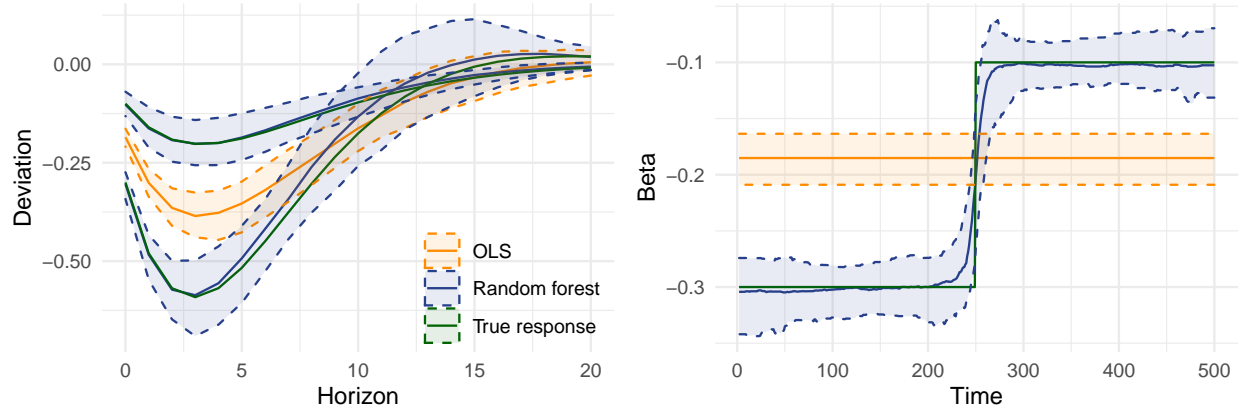 0.00
−0.25
−0.50
Deviation
0 5 10 15 20
Horizon
OLS
Random forest
True response
−0.1
−0.2
−0.3
Beta
0 100 200 300 400 500
Time